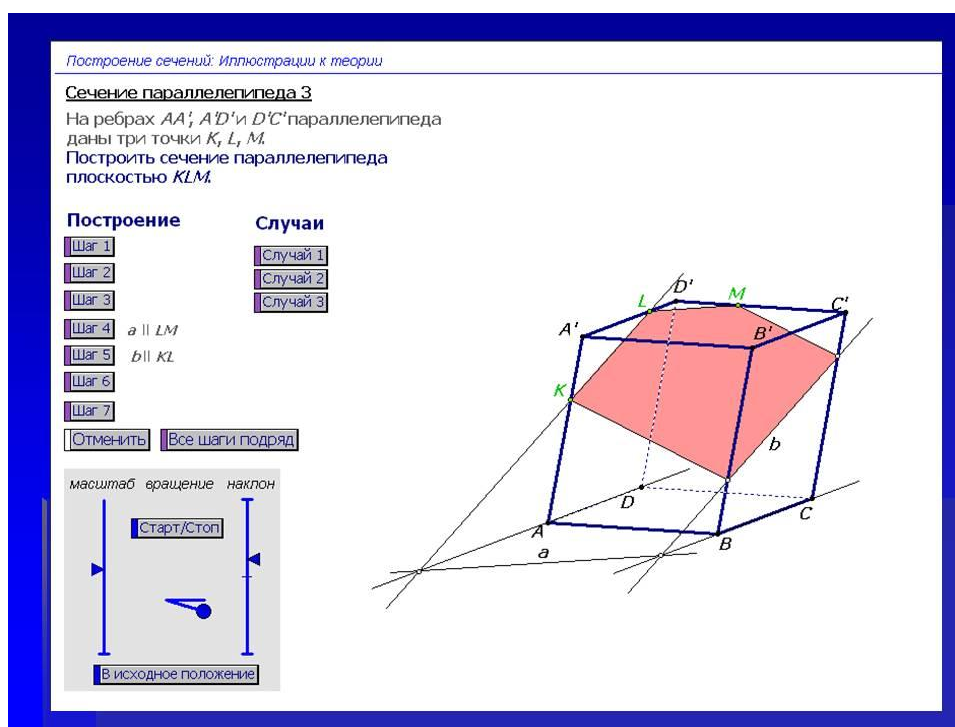 Построение сечений: Иллюстрации к теории
Сечение параллелепипеда 3
На ребрах AA', A'D' и D'C' параллелепипеда
даны три точки K, L, M.
Построить сечение параллелепипеда
плоскостью KLM.
Построение
Случаи
Шаг 1
Шаг 2
Шаг 3
Шаг 4 a || LM
Шаг 5 b || KL
Шаг 6
Шаг 7
Случай 1
Случай 2
Случай 3
Отменить Все шаги подряд
масштаб вращение наклон
Старт/Стоп
В исходное положение
D'
L
M
C'
A'
B'
K
b
D
C
A
B
a